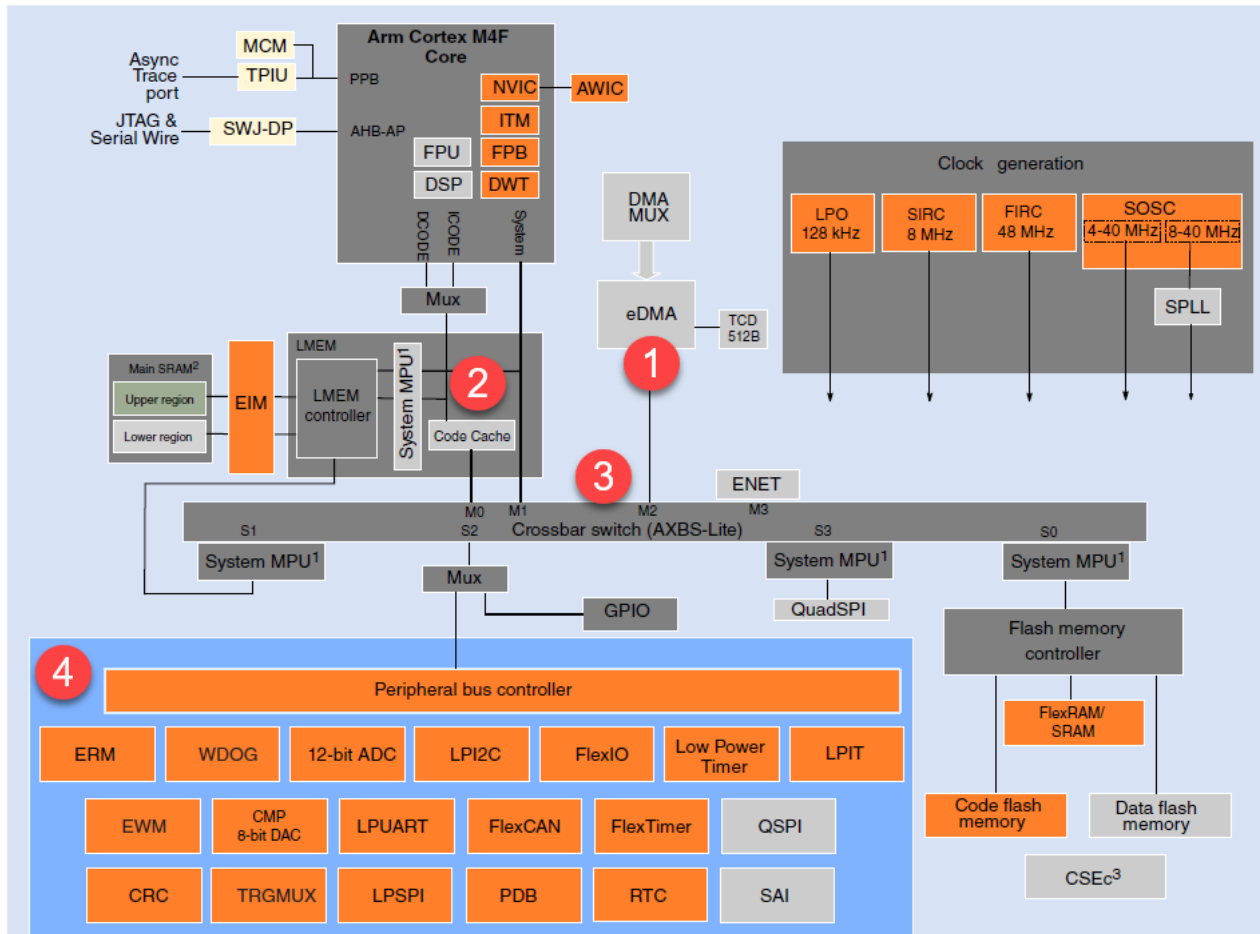 Arm Cortex M4F
Core
MCM
Async
Trace
port
TPIU
PPB
NVIC
AWIC
JTAG &
Serial Wire
SWJ-DP
AHB-AP
ITM
FPU
FPB
DSP
DWT
DCODE
ICODE
System
Mux
DMA
MUX
eDMA
TCD
512B
1
Clock generation
LPO
128 kHz
SIRC
8 MHz
FIRC
48 MHz
SOSC
4-40 MHz
8-40 MHz
SPLL
Main SRAM2
Upper region
Lower region
EIM
LMEM
LMEM
controller
System MPU1
2
Code Cache
3
ENET
M0
M1
M2
M3
S1
S2
Crossbar switch (AXBS-Lite)
S3
S0
System MPU1
Mux
System MPU1
System MPU1
GPIO
QuadSPI
Flash memory
controller
FlexRAM/
SRAM
Code flash
memory
Data flash
memory
CSEc3
4
Peripheral bus controller
ERM
WDOG
12-bit ADC
LPI2C
FlexIO
Low Power
Timer
LPIT
EWM
CMP
8-bit DAC
LPUART
FlexCAN
FlexTimer
QSPI
CRC
TRGMUX
LPSPI
PDB
RTC
SAI